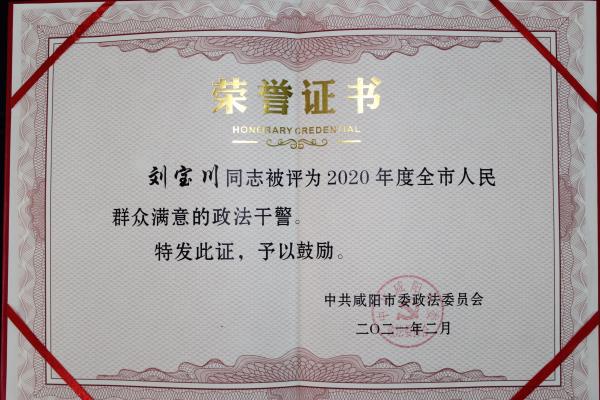 荣誉证书
HONORARY CREDENTIAL
刘宝川同志被评为2020年度全市人民
群众满意的政法干警。
特发此证，予以鼓励。
中共咸阳市委政法委员会
二〇二一年二月